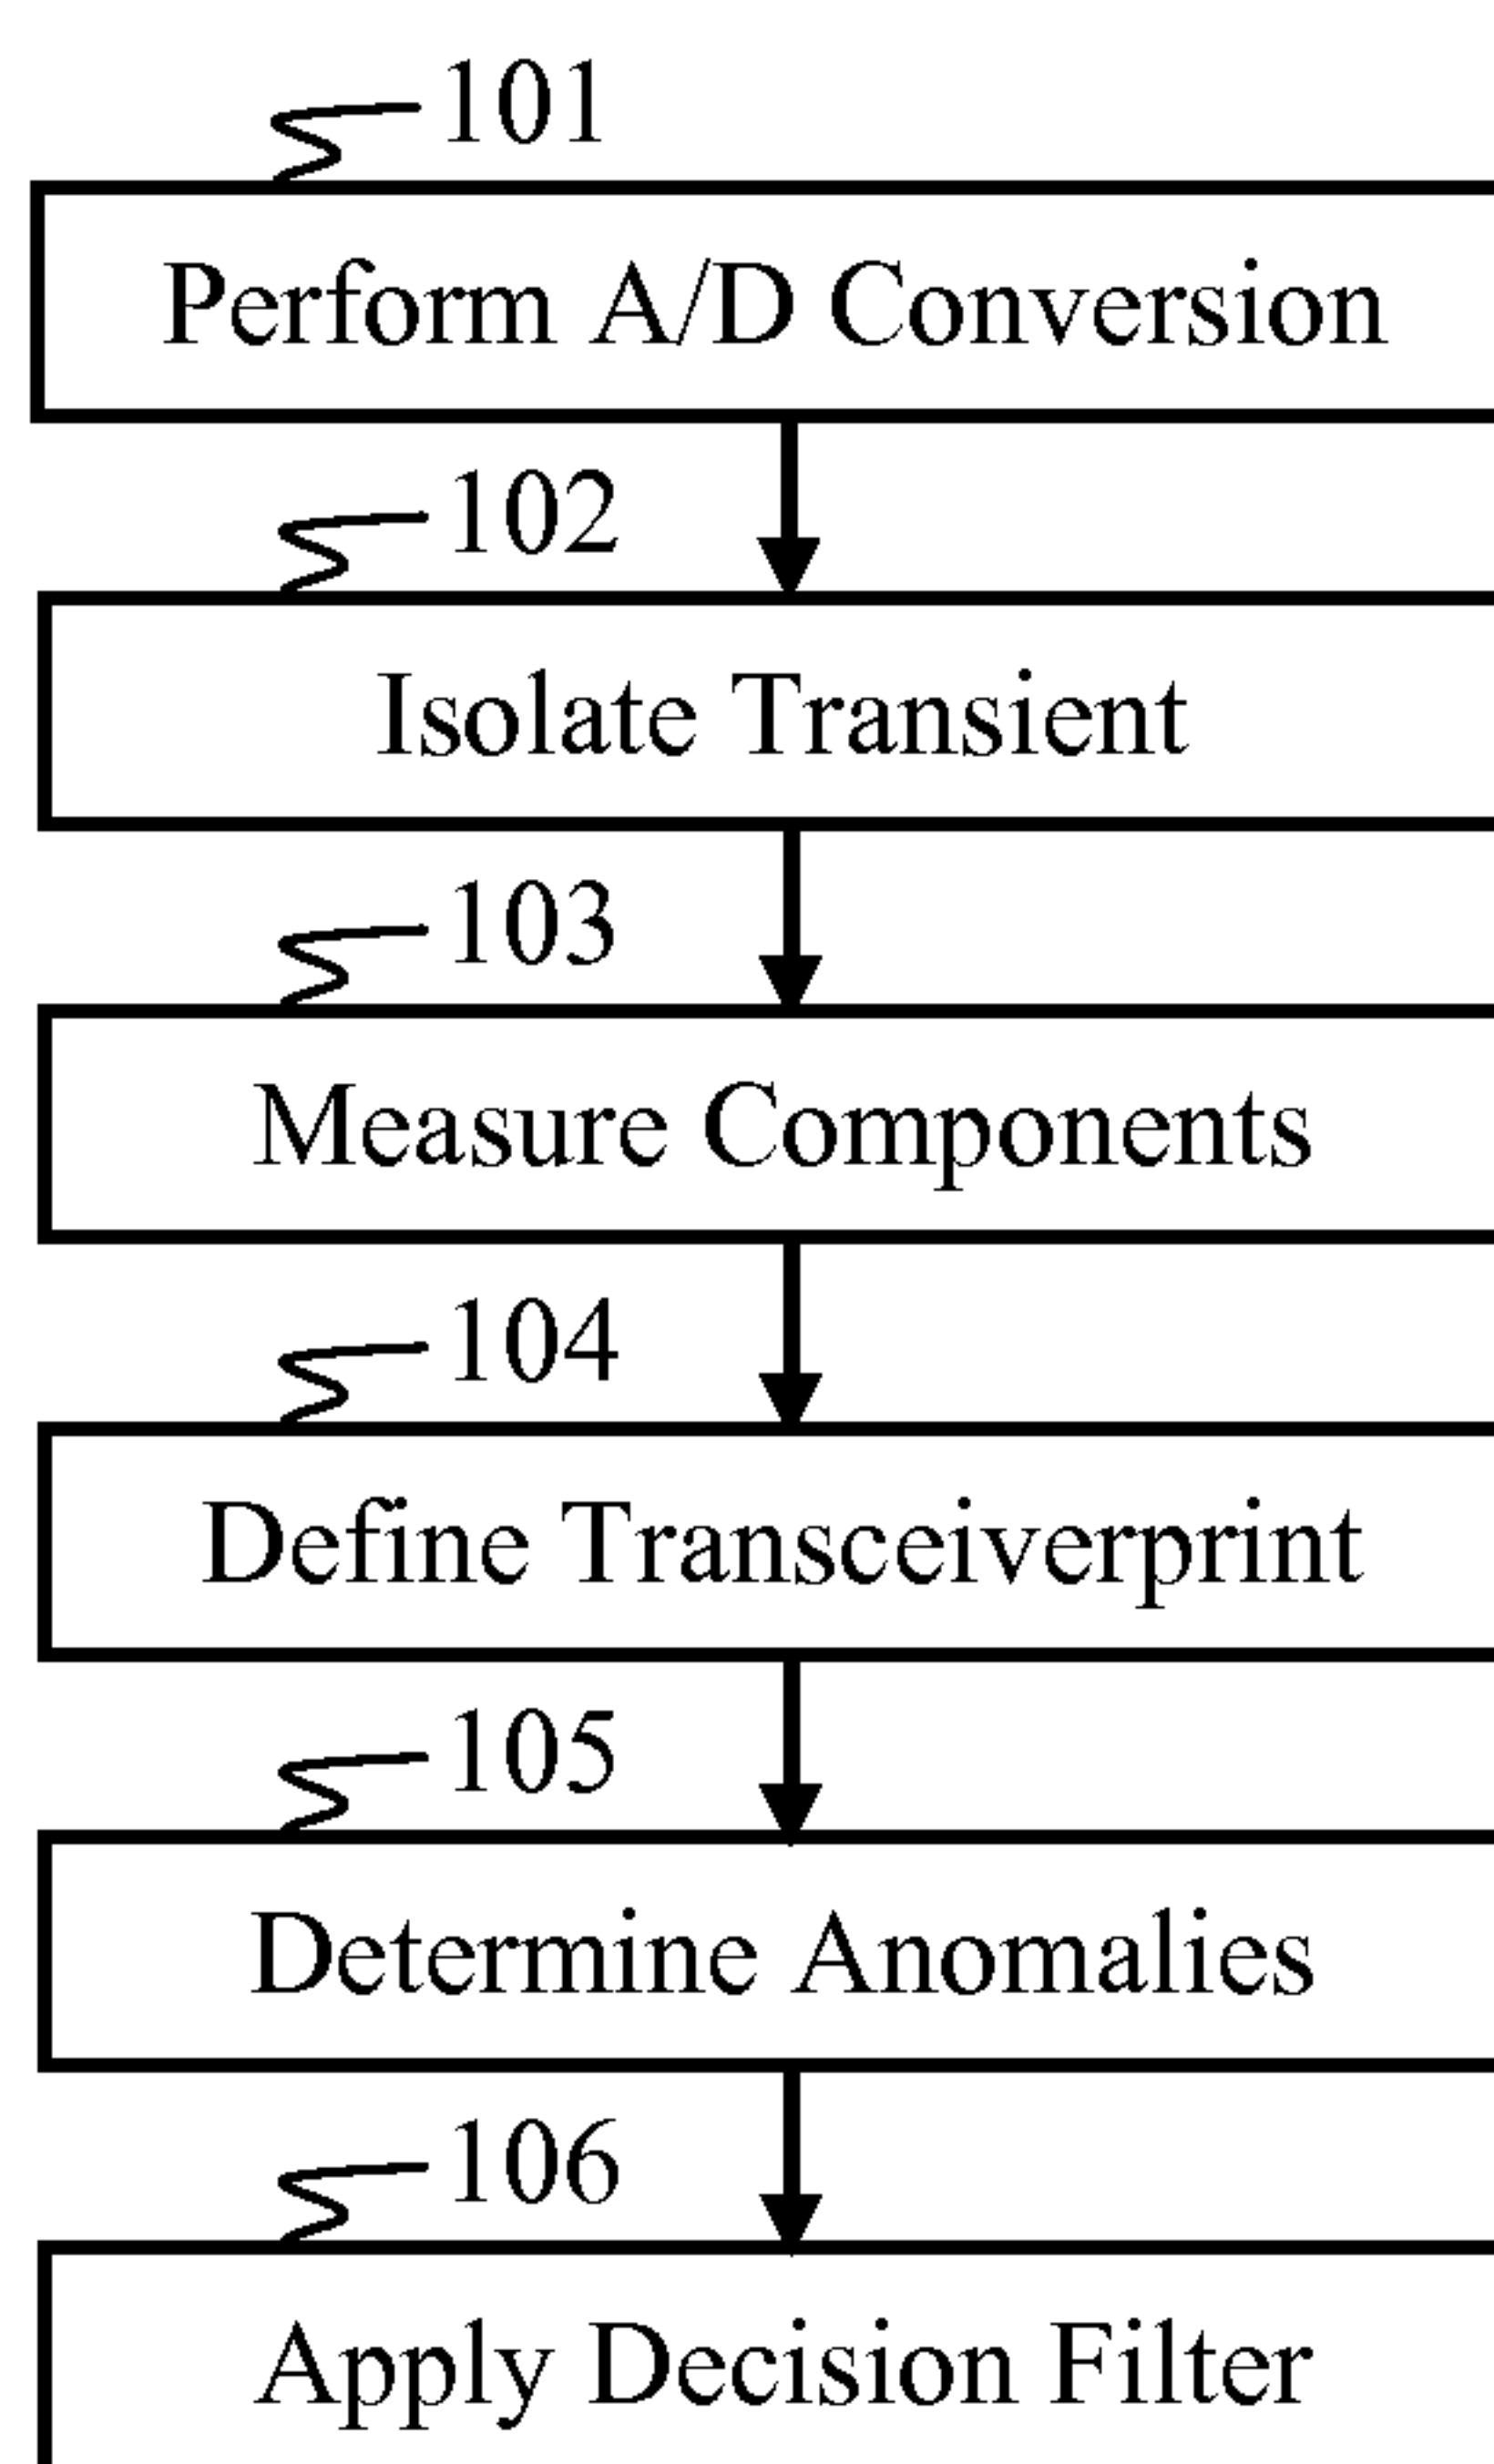 101
Perform A/D Conversion
102
Isolate Transient
103
Measure Components
104
Define Transceiverprint
105
Determine Anomalies
106
Apply Decision Filter